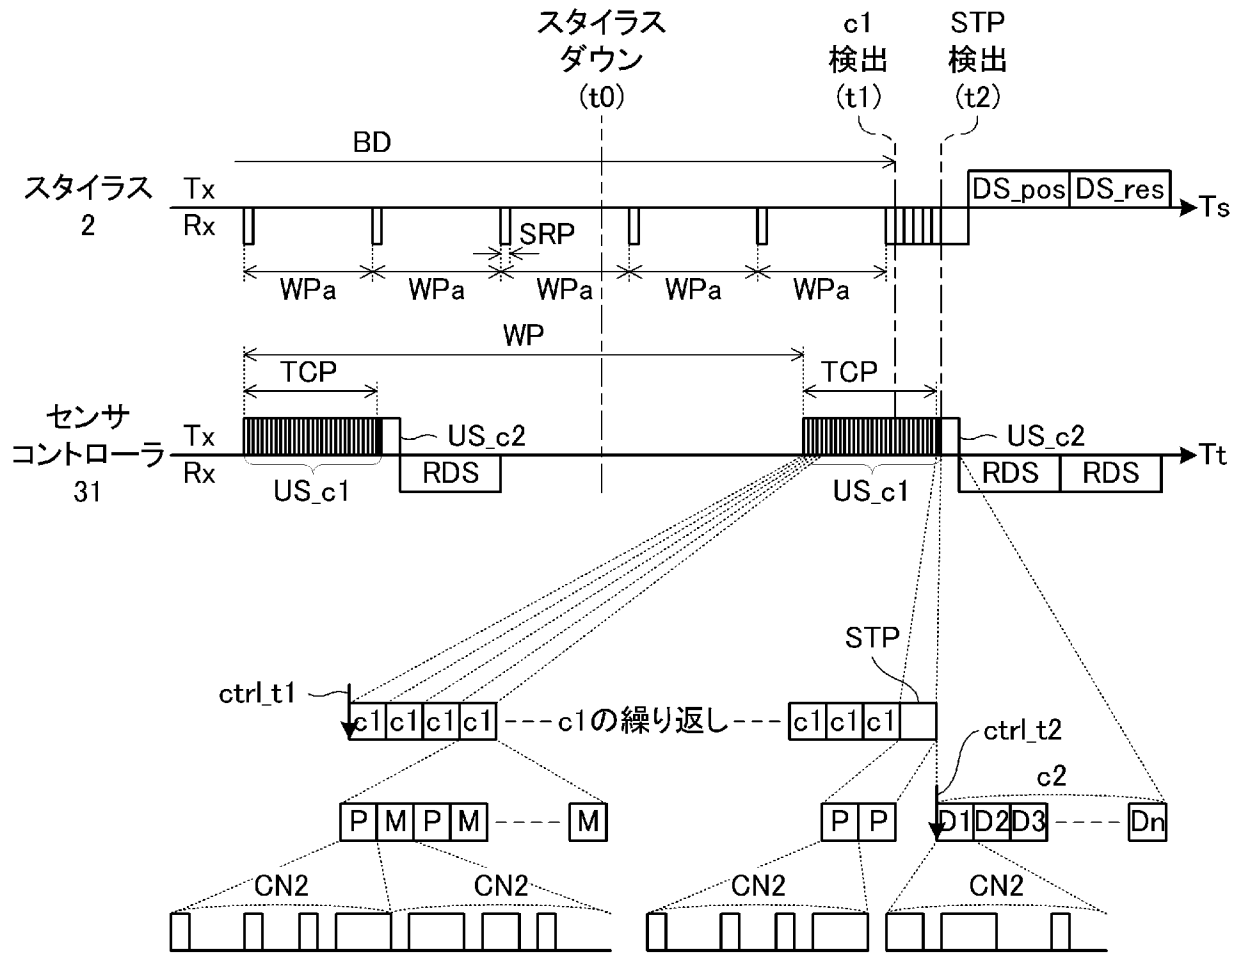 スタイラス
ダウン
(t0)
c1
検出
(t1)
STP
検出
(t2)
BD
スタイラス
2
Tx
Rx
DS_pos
DS_res
Ts
SRP
WPa
WPa
WPa
WPa
WPa
WP
TCP
TCP
センサ
コントローラ
31
Tx
Rx
US_c2
US_c2
Tt
RDS
RDS
RDS
US_c1
US_c1
STP
ctrl_t1
c1 c1 c1 c1
c1の繰り返し
c1 c1 c1
ctrl_t2
c2
P M P M
M
P P
D1 D2 D3
Dn
CN2
CN2
CN2
CN2